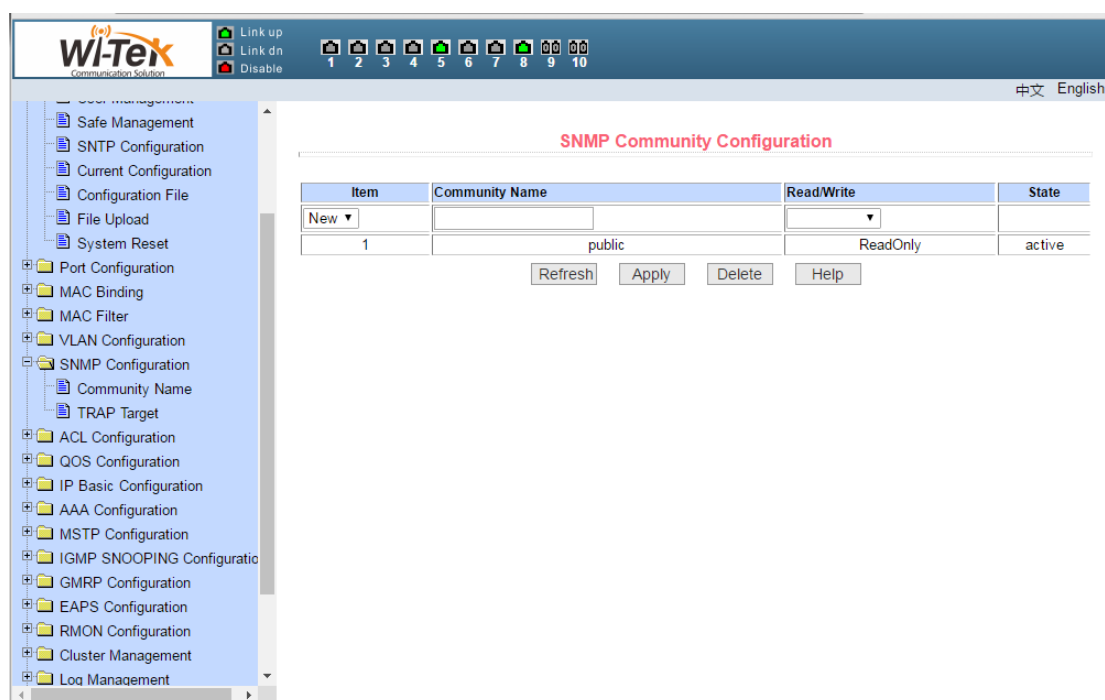 WI-TEK
Communication Solution
Link up
Link dn
Disable
1 2 3 4 5 6 7 8 9 10
中文 English
User Management
Safe Management
SNTP Configuration
Current Configuration
Configuration File
File Upload
System Reset
Port Configuration
MAC Binding
MAC Filter
VLAN Configuration
SNMP Configuration
Community Name
TRAP Target
ACL Configuration
QOS Configuration
IP Basic Configuration
AAA Configuration
MSTP Configuration
IGMP SNOOPING Configuratio
GMRP Configuration
EAPS Configuration
RMON Configuration
Cluster Management
Log Management
SNMP Community Configuration
Item Community Name Read/Write State
New
1 public ReadOnly active
Refresh Apply Delete Help